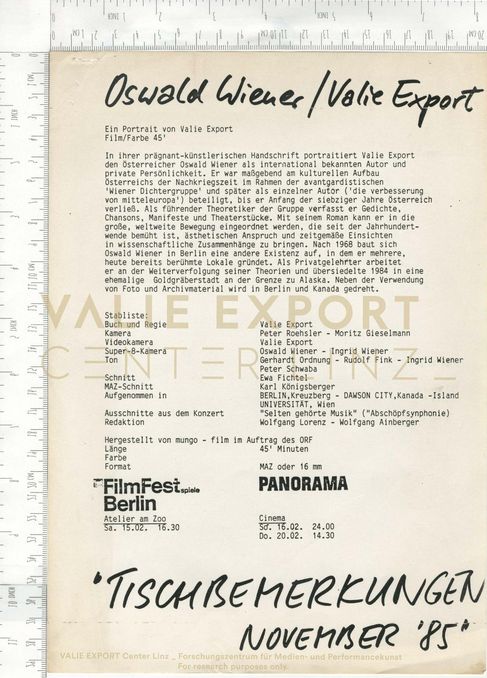 Oswald Wiener / Valie Export
Ein Portrait von Valie Export
Film/Farbe 45'
In ihrer prägnant-künstlerischen Handschrift portraitiert Valie Export
den Österreicher Oswald Wiener als international bekannten Autor und
private Persönlichkeit. Er war maßgebend am kulturellen Aufbau
Österreichs der Nachkriegszeit im Rahmen der avantgardistischen
'Wiener Dichtergruppe' und später als einzelner Autor ('die verbesserung
von mitteleuropa') beteiligt, bis er Anfang der siebziger Jahre Österreich
verließ. Als führender Theoretiker der Gruppe verfasst er Gedichte,
Chansons, Manifeste und Theaterstücke. Mit seinem Roman kann er in die
große, weltweite Bewegung eingeordnet werden, die seit der Jahrhundert-
wende bemüht ist, ästhetischen Anspruch und zeitgemäße Einsichten
in wissenschaftliche Zusammenhänge zu bringen. Nach 1968 baut sich
Oswald Wiener in Berlin eine andere Existenz auf, in dem er mehrere,
heute bereits berühmte Lokale gründet. Als Privatgelehrter arbeitet
er an der Weiterverfolgung seiner Theorien und übersiedelte 1984 in eine
ehemalige Goldgräberstadt an der Grenze zu Alaska. Neben der Verwendung
von Foto und Archivmaterial wird in Berlin und Kanada gedreht.
VALIE EXPORT
CENTER LINZ
Stabliste:
Buch und Regie Valie Export
Kamera Peter Roehsler - Moritz Gieselmann
Videokamera Valie Export
Super-8-Kamera Oswald Wiener - Ingrid Wiener
Ton Gerhardt Ordnung - Rudolf Fink - Ingrid Wiener
Peter Schwaba
Schnitt Ewa Fichtel
MAZ-Schnitt Karl Königsberger
Aufgenommen in BERLIN,Kreuzberg - DAWSON CITY,Kanada -Island
UNIVERSITÄT, Wien
Ausschnitte aus dem Konzert "Selten gehörte Musik" ("Abschöpfsymphonie)
Redaktion Wolfgang Lorenz - Wolfgang Ainberger
Hergestellt von mungo - film im Auftrag des ORF
Länge 45' Minuten
Farbe
Format MAZ oder 16 mm
FilmFestspiele
Berlin
PANORAMA
Atelier am Zoo
Sa. 15.02. 16.30
Cinema
So. 16.02. 24.00
Do. 20.02. 14.30
"TISCHBEMERKUNGEN
NOVEMBER '85"
VALIE EXPORT Center Linz _ Forschungszentrum für Medien- und Performancekunst
For research purposes only.